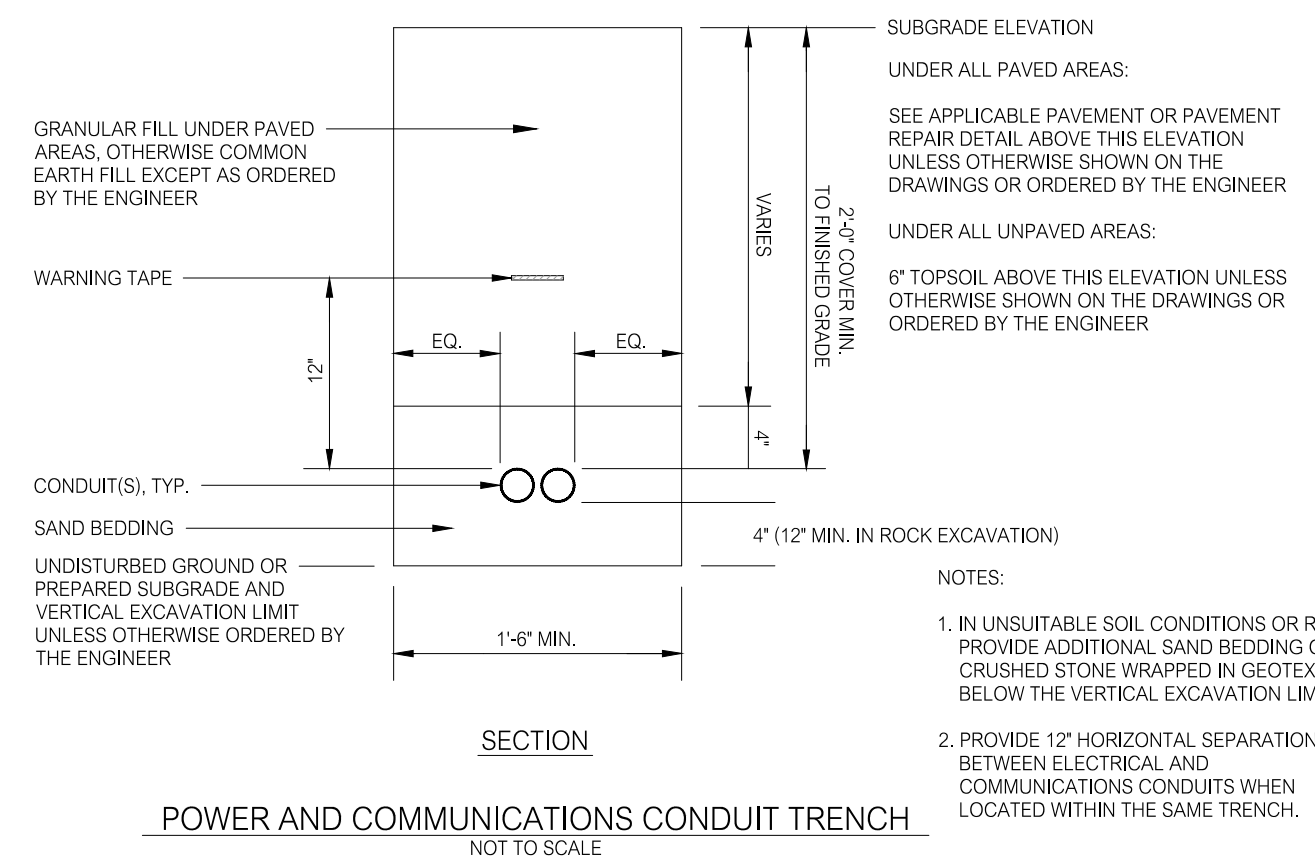 SUBGRADE ELEVATION
UNDER ALL PAVED AREAS:
SEE APPLICABLE PAVEMENT OR PAVEMENT
REPAIR DETAIL ABOVE THIS ELEVATION
UNLESS OTHERWISE SHOWN ON THE
DRAWINGS OR ORDERED BY THE ENGINEER
UNDER ALL UNPAVED AREAS:
6" TOPSOIL ABOVE THIS ELEVATION UNLESS
OTHERWISE SHOWN ON THE DRAWINGS OR
ORDERED BY THE ENGINEER
GRANULAR FILL UNDER PAVED
AREAS, OTHERWISE COMMON
EARTH FILL EXCEPT AS ORDERED
BY THE ENGINEER
WARNING TAPE
12"
EQ.
EQ.
VARIES
2'-0" COVER MIN.
TO FINISHED GRADE
4"
CONDUIT(S), TYP.
SAND BEDDING
4" (12" MIN. IN ROCK EXCAVATION)
UNDISTURBED GROUND OR
PREPARED SUBGRADE AND
VERTICAL EXCAVATION LIMIT
UNLESS OTHERWISE ORDERED BY
THE ENGINEER
1'-6" MIN.
NOTES:
1. IN UNSUITABLE SOIL CONDITIONS OR
PROVIDE ADDITIONAL SAND BEDDING
CRUSHED STONE WRAPPED IN
BELOW THE VERTICAL EXCAVATION
2. PROVIDE 12" HORIZONTAL SEPARATION
BETWEEN ELECTRICAL AND
COMMUNICATIONS CONDUITS WHEN
LOCATED WITHIN THE SAME TRENCH.
SECTION
POWER AND COMMUNICATIONS CONDUIT TRENCH
NOT TO SCALE